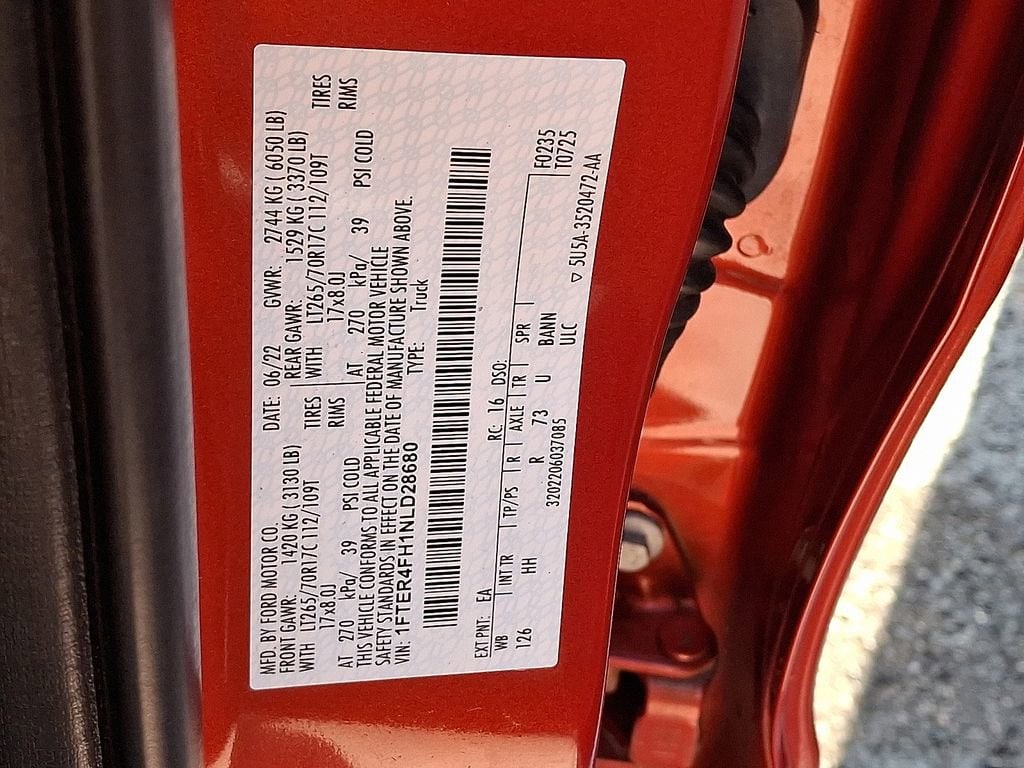 MFD. BY FORD MOTOR CO. DATE: 06/22 GVWR: 2744 KG ( 6050 LB)
FRONT GAWR: 1420 KG ( 3130 LB) REAR GAWR: 1529 KG ( 3370 LB)
WITH LT265/70R17C 112/109T TIRES WITH LT265/70R17C 112/109T TIRES
17x8.0J RIMS 17x8.0J RIMS
AT 270 kPa/ 39 PSI COLD AT 270 kPa/ 39 PSI COLD
THIS VEHICLE CONFORMS TO ALL APPLICABLE FEDERAL MOTOR VEHICLE
SAFETY STANDARDS IN EFFECT ON THE DATE OF MANUFACTURE SHOWN ABOVE.
VIN: 1FTER4FH1NLD28680 TYPE: Truck
EXT PNT: EA RC: 16 DSO:
WB INT TR TP/PS R AXLE TR SPR F0235
126 HH R 73 U BANN T0725
3202206037085 ULC
▽ 5U5A-3520472-AA